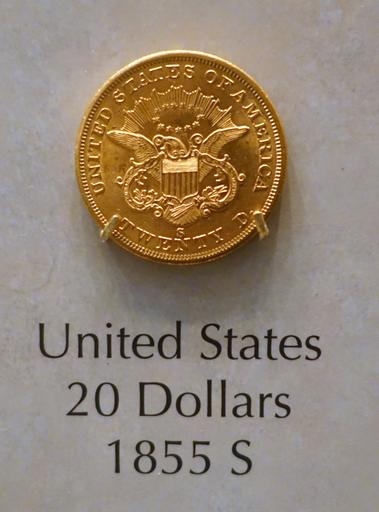 UNITED STATES OF AMERICA
S
TWENTY D.
United States
20 Dollars
1855 S